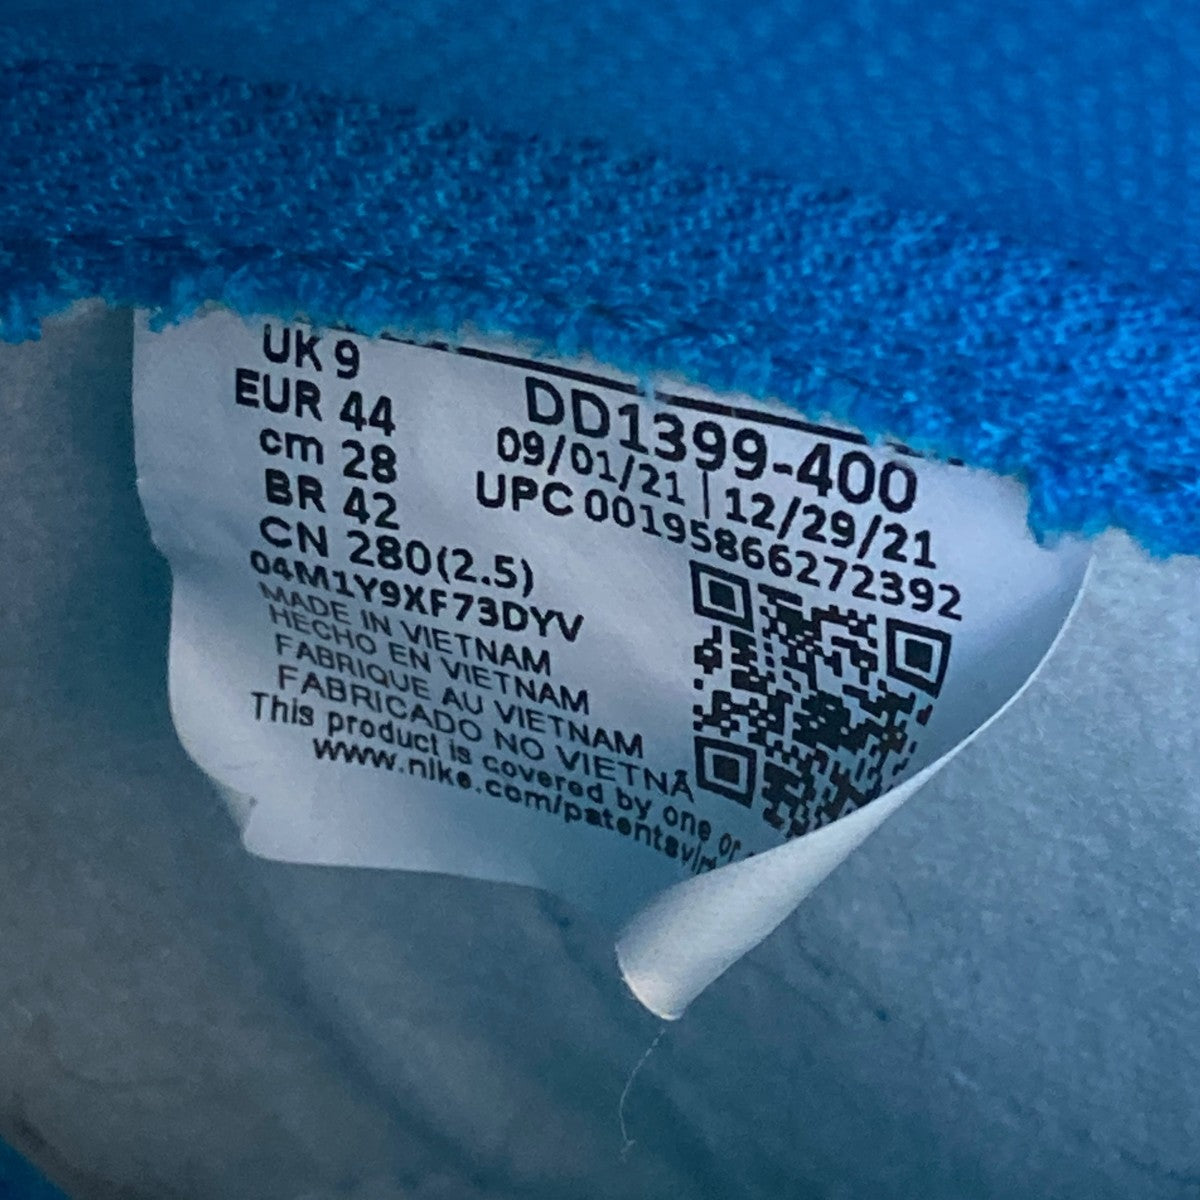 UK 9
EUR 44
cm 28
BR 42
CN 280(2.5)
04M1Y9XF73DYV
MADE IN VIETNAM
HECHO EN VIETNAM
FABRIQUE AU VIETNAM
FABRICADO NO VIETNÃ
This product is covered by one or
www.nike.com/patents
DD1399-400
09/01/21 | 12/29/21
UPC 00195866272392